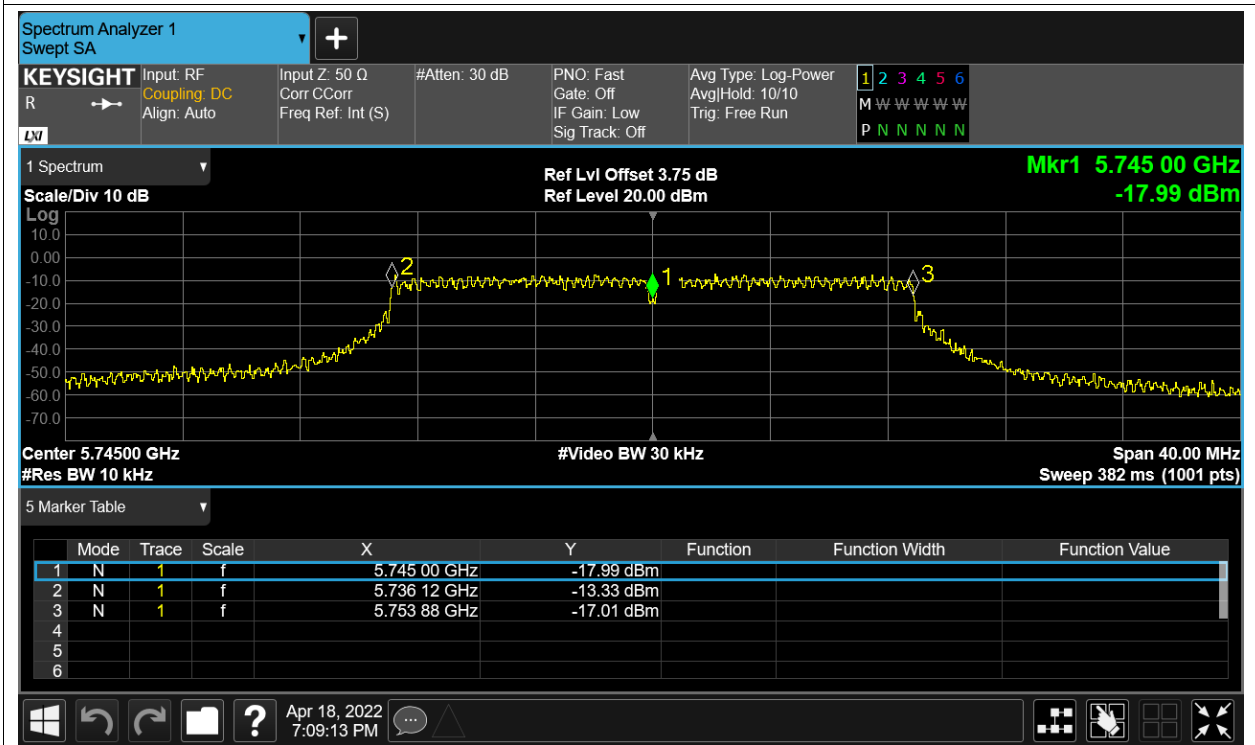 Spectrum Analyzer 1
Swept SA
KEYSIGHT
R
LXI
Input: RF
Coupling: DC
Align: Auto
Input Z: 50 Ω
Corr CCorr
Freq Ref: Int (S)
#Atten: 30 dB
PNO: Fast
Gate: Off
IF Gain: Low
Sig Track: Off
Avg Type: Log-Power
Avg|Hold: 10/10
Trig: Free Run
1 2 3 4 5 6
M W W W W W
P N N N N N
1 Spectrum
Scale/Div 10 dB
Ref Lvl Offset 3.75 dB
Ref Level 20.00 dBm
Mkr1 5.745 00 GHz
-17.99 dBm
Log
10.0
0.00
-10.0
-20.0
-30.0
-40.0
-50.0
-60.0
-70.0
2
1
3
Center 5.74500 GHz
#Res BW 10 kHz
#Video BW 30 kHz
Span 40.00 MHz
Sweep 382 ms (1001 pts)
5 Marker Table
Mode Trace Scale X Y Function Function Width Function Value
1 N 1 f 5.745 00 GHz -17.99 dBm
2 N 1 f 5.736 12 GHz -13.33 dBm
3 N 1 f 5.753 88 GHz -17.01 dBm
4
5
6
?
Apr 18, 2022
7:09:13 PM